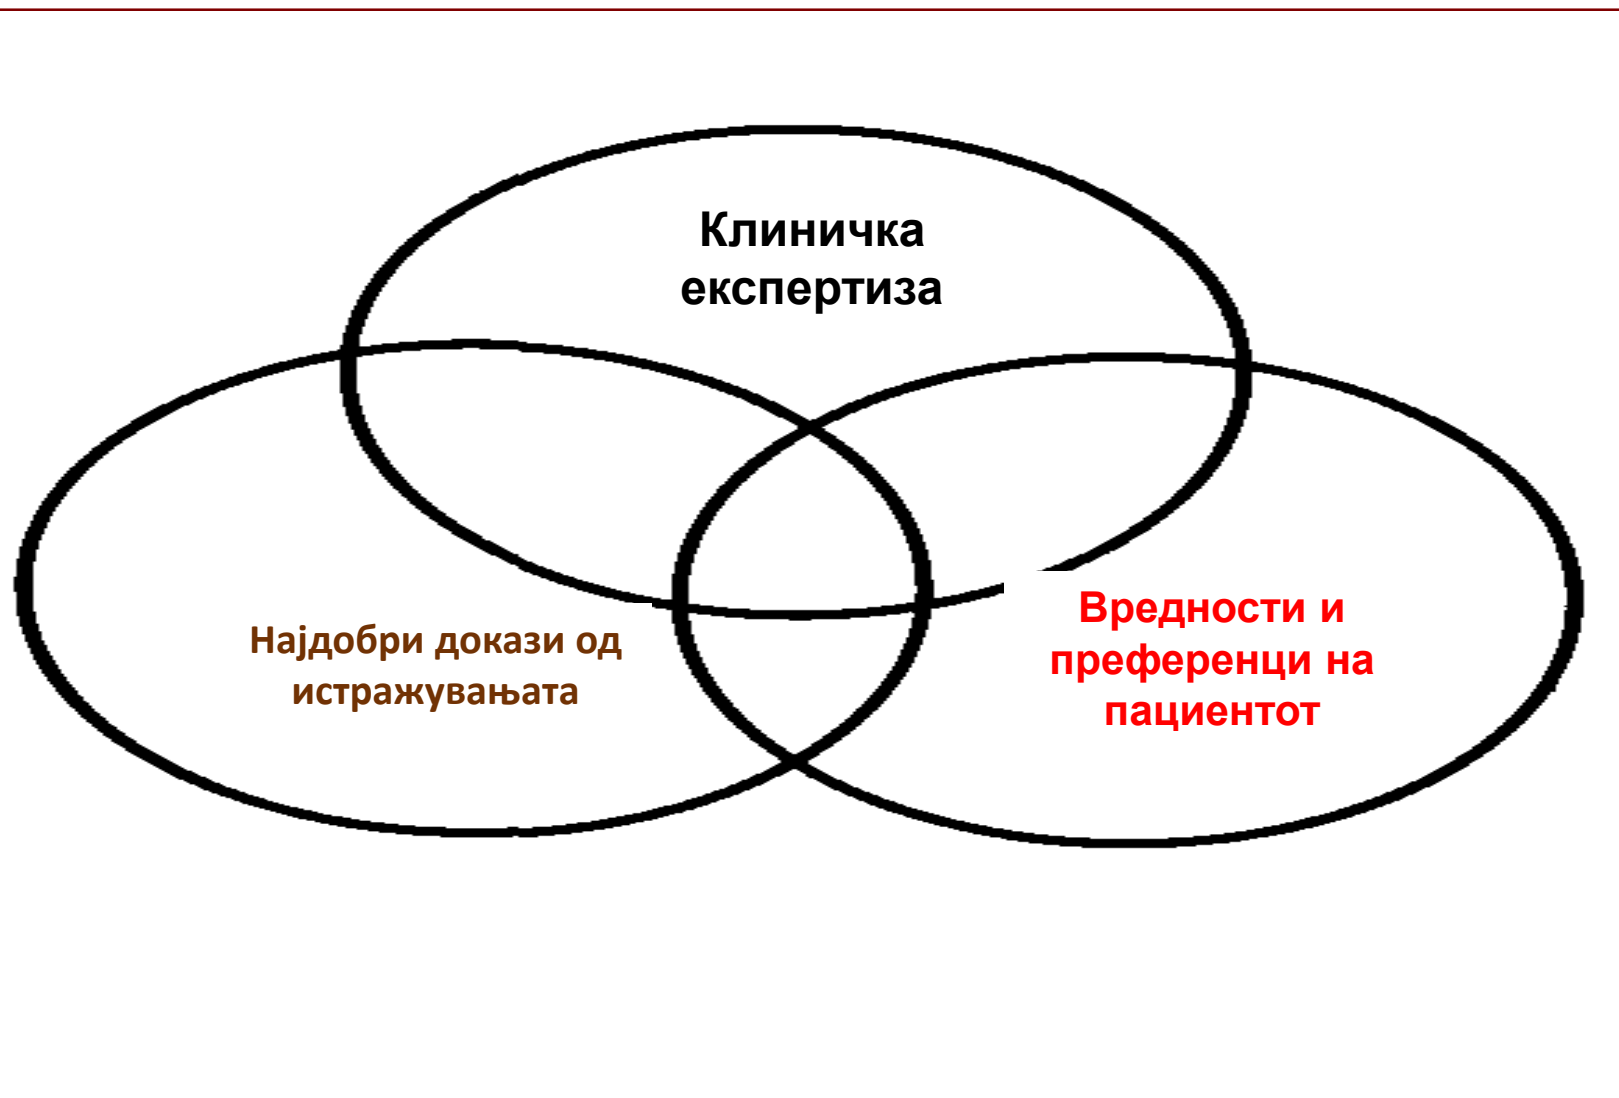 Клиничка
експертиза
Најдобри докази од
истражувањата
Вредности и
преференци на
пациентот